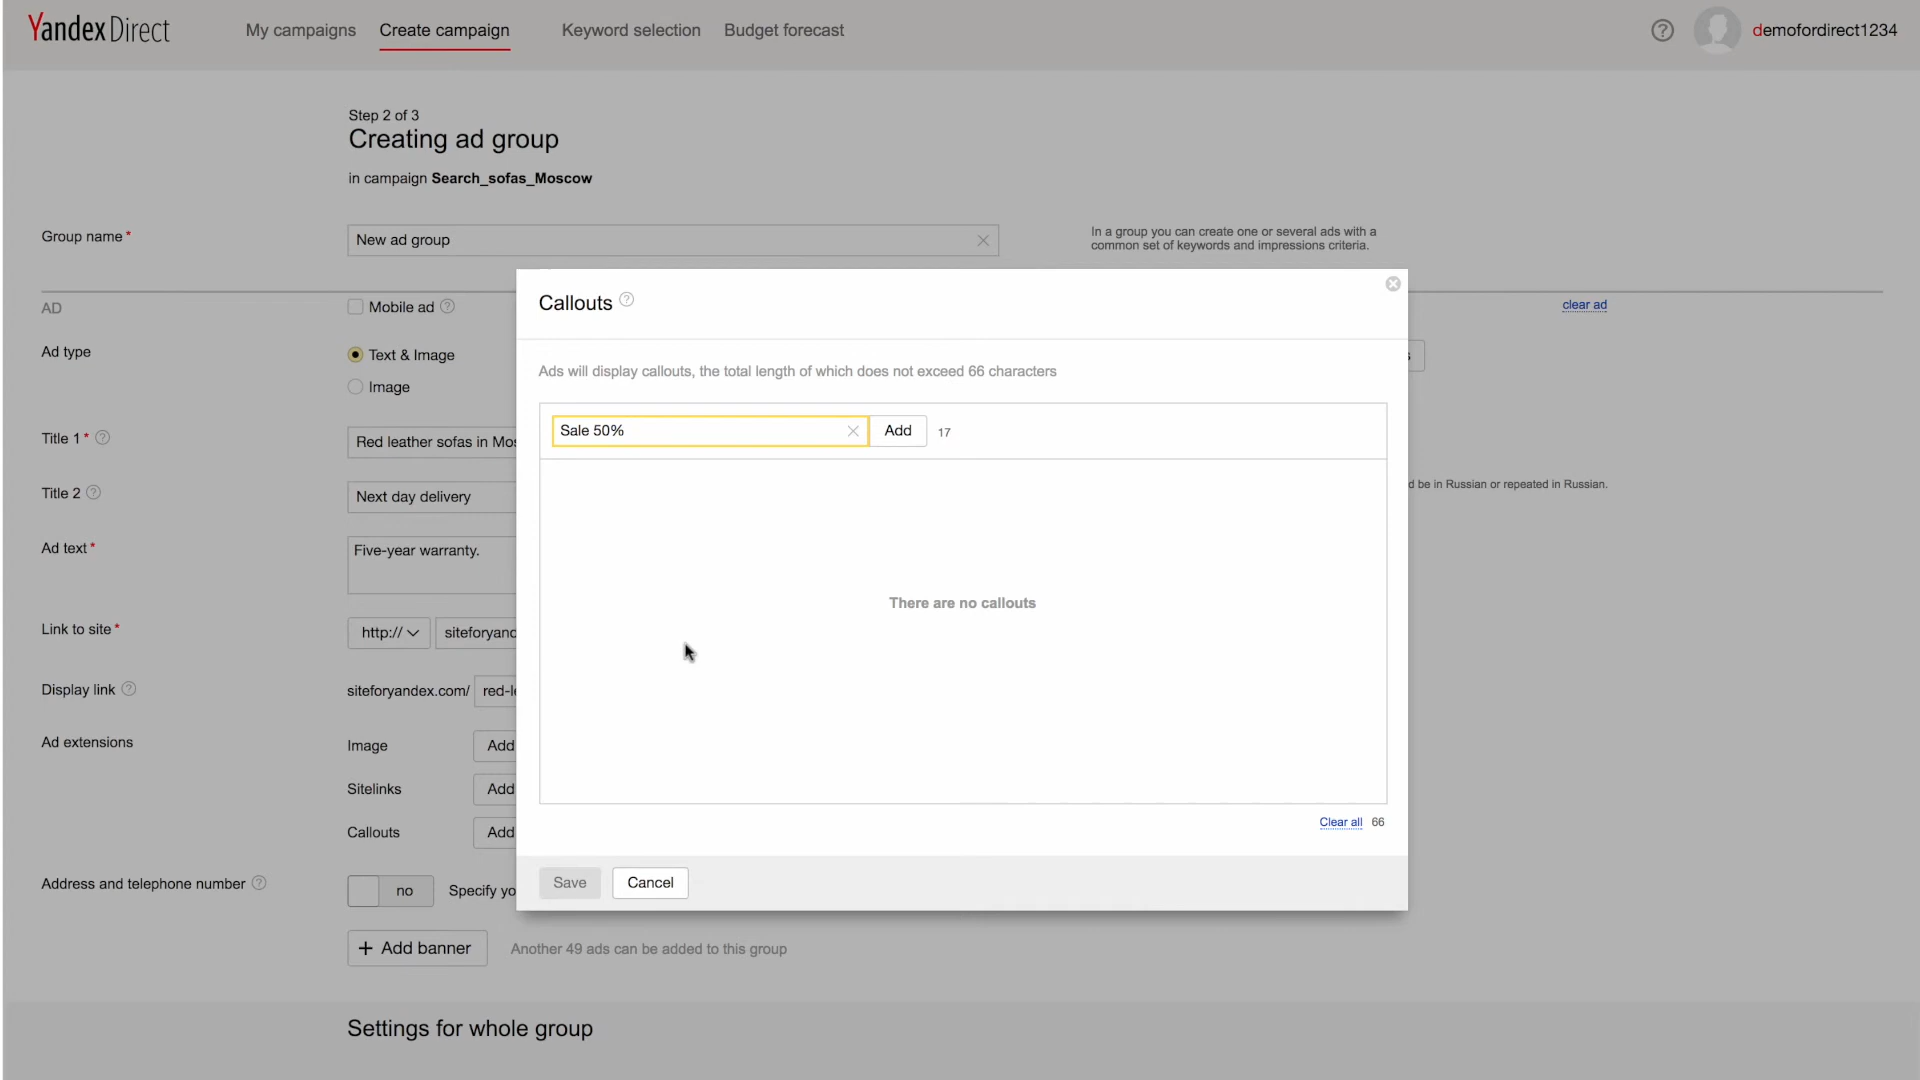 Yandex Direct
My campaigns
Create campaign
Keyword selection
Budget forecast
demofordirect1234
Step 2 of 3
Creating ad group
in campaign Search_sofas_Moscow
Group name*
New ad group
In a group you can create one or several ads with a
common set of keywords and impressions criteria.
AD
Mobile ad
clear ad
Ad type
Text & Image
Image
Title 1*
Red leather sofas in
Title 2
Next day delivery
be in Russian or repeated in Russian.
Ad text*
Five-year warranty.
Link to site*
http://
Display link
siteforyandex.com/
Ad extensions
Image
Add
Sitelinks
Add
Callouts
Add
Address and telephone number
no
Specify
+ Add banner
Another 49 ads can be added to this group
Settings for whole group
Callouts
Ads will display callouts, the total length of which does not exceed 66 characters
Sale 50%
Add
17
There are no callouts
Clear all 66
Save
Cancel